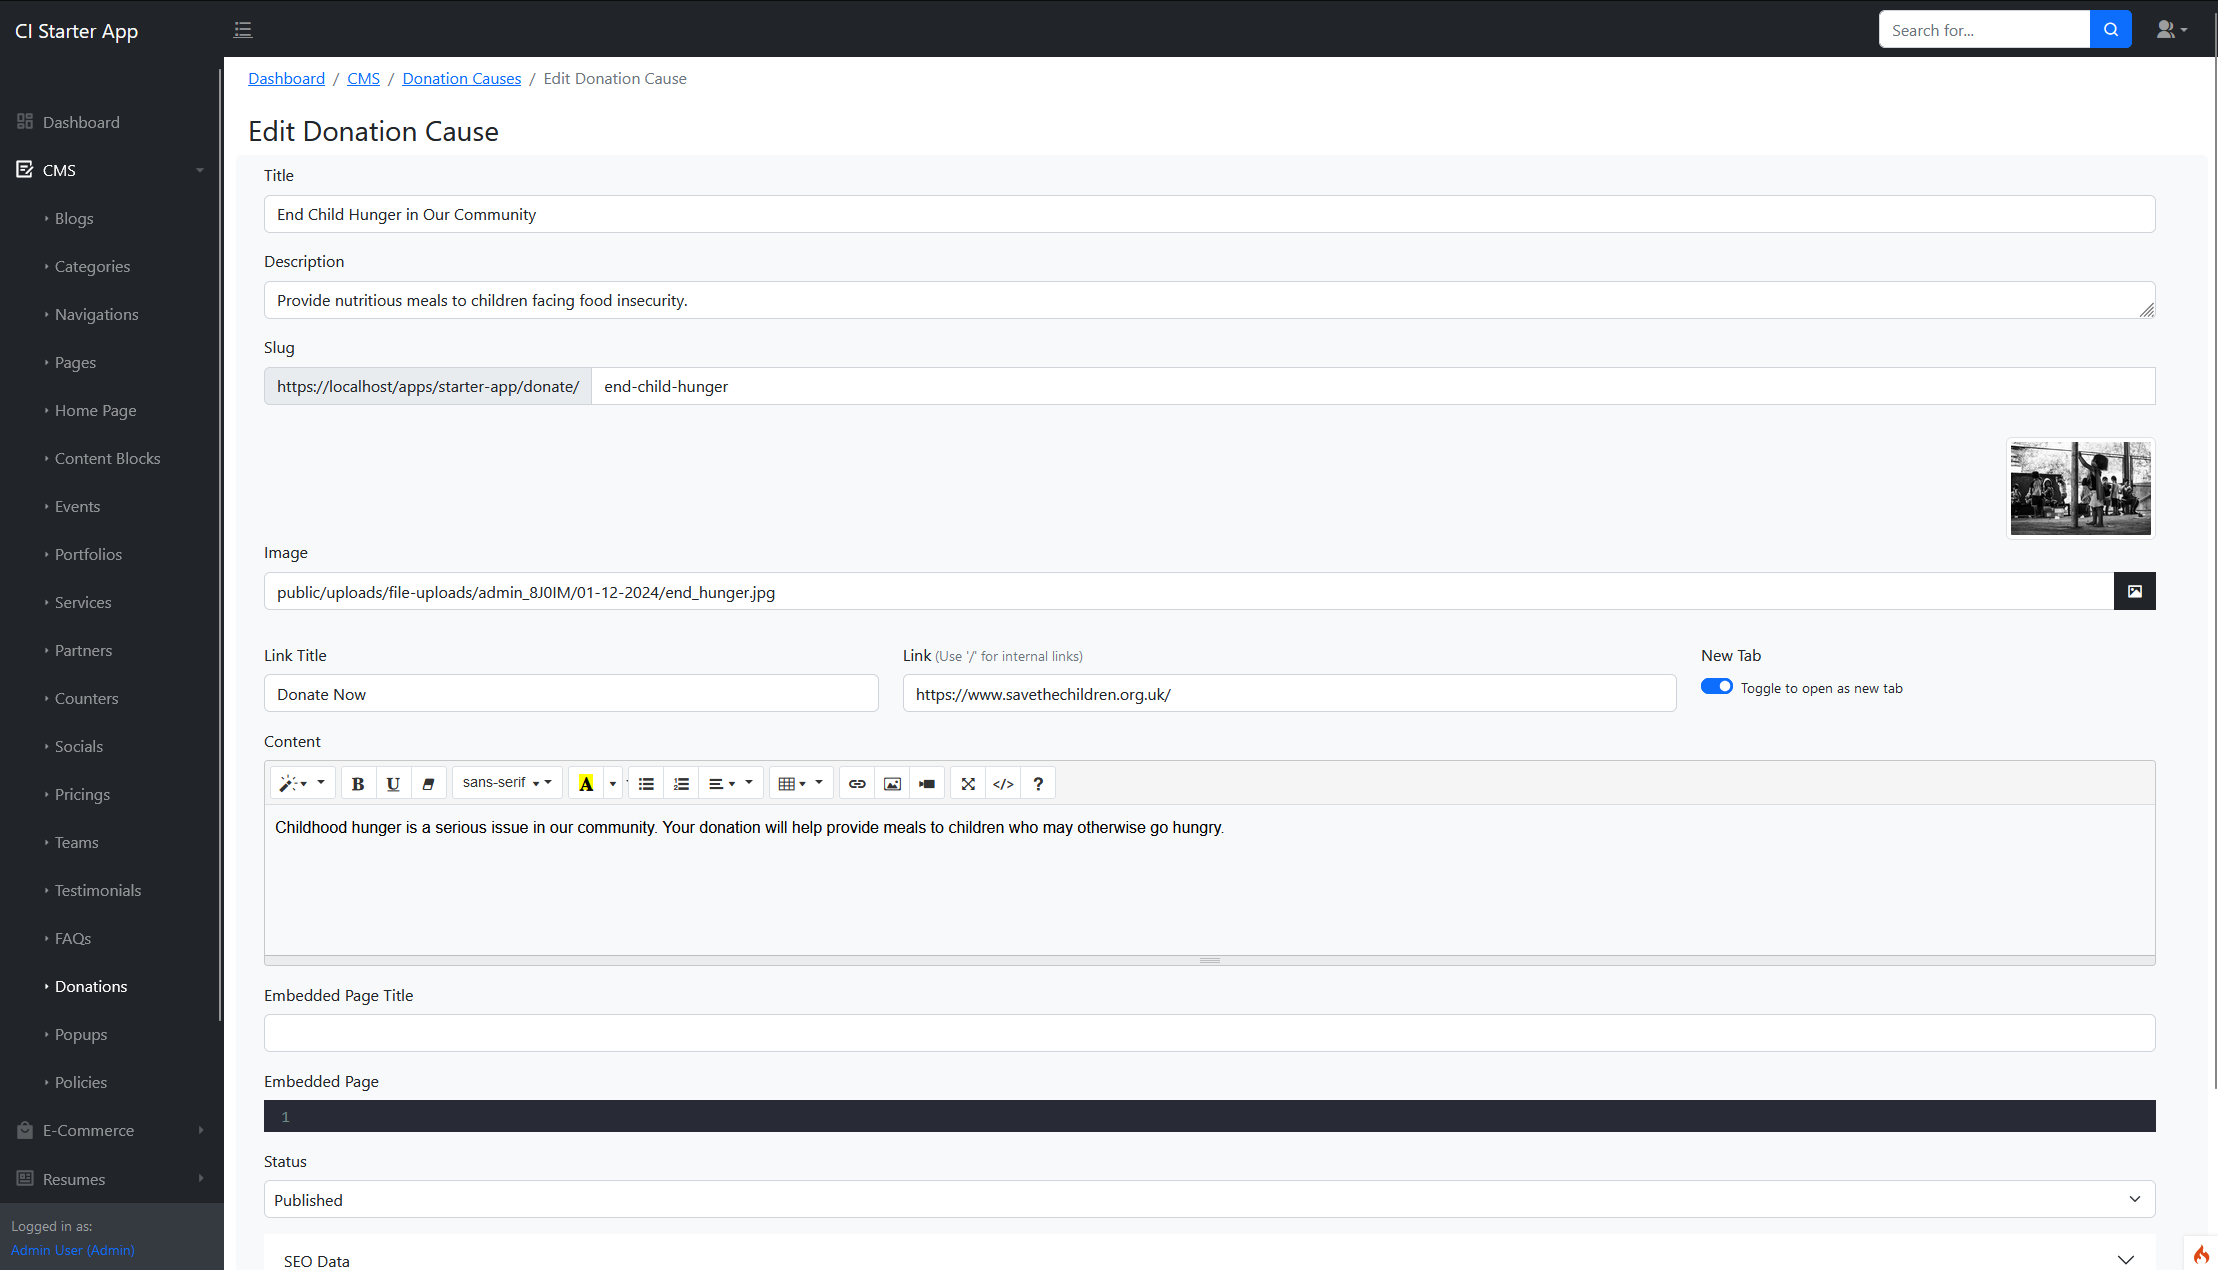 CI Starter App
Search for...
Dashboard
CMS
Blogs
Categories
Navigations
Pages
Home Page
Content Blocks
Events
Portfolios
Services
Partners
Counters
Socials
Pricings
Teams
Testimonials
FAQs
Donations
Popups
Policies
E-Commerce
Resumes
Logged in as:
Admin User (Admin)
Dashboard / CMS / Donation Causes / Edit Donation Cause
Edit Donation Cause
Title
End Child Hunger in Our Community
Description
Provide nutritious meals to children facing food insecurity.
Slug
https://localhost/apps/starter-app/donate/ end-child-hunger
Image
public/uploads/file-uploads/admin_8J0IM/01-12-2024/end_hunger.jpg
Link Title
Donate Now
Link (Use '/' for internal links)
https://www.savethechildren.org.uk/
New Tab
Toggle to open as new tab
Content
B U sans-serif A </> ?
Childhood hunger is a serious issue in our community. Your donation will help provide meals to children who may otherwise go hungry.
Embedded Page Title
Embedded Page
1
Status
Published
SEO Data